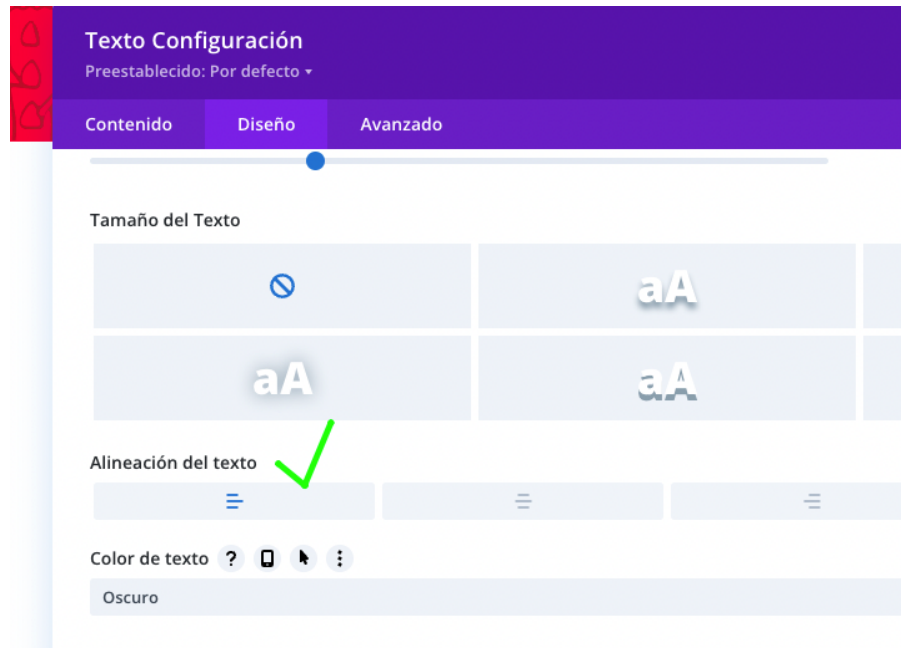 Texto Configuración
Preestablecido: Por defecto
Contenido Diseño Avanzado
Tamaño del Texto
aA
aA aA
Alineación del texto
Color de texto ?
Oscuro